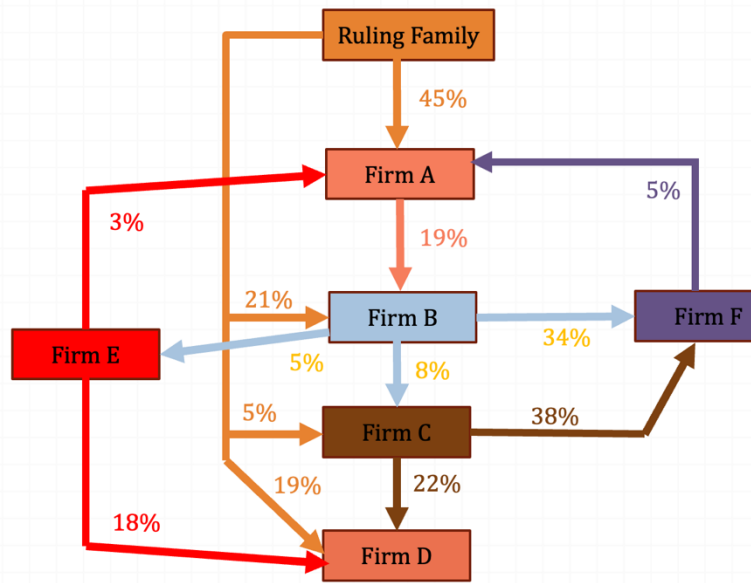 Ruling Family
45%
Firm A
3%
5%
19%
21%
Firm B
34%
Firm F
Firm E
5%
8%
5%
Firm C
38%
19%
22%
18%
Firm D